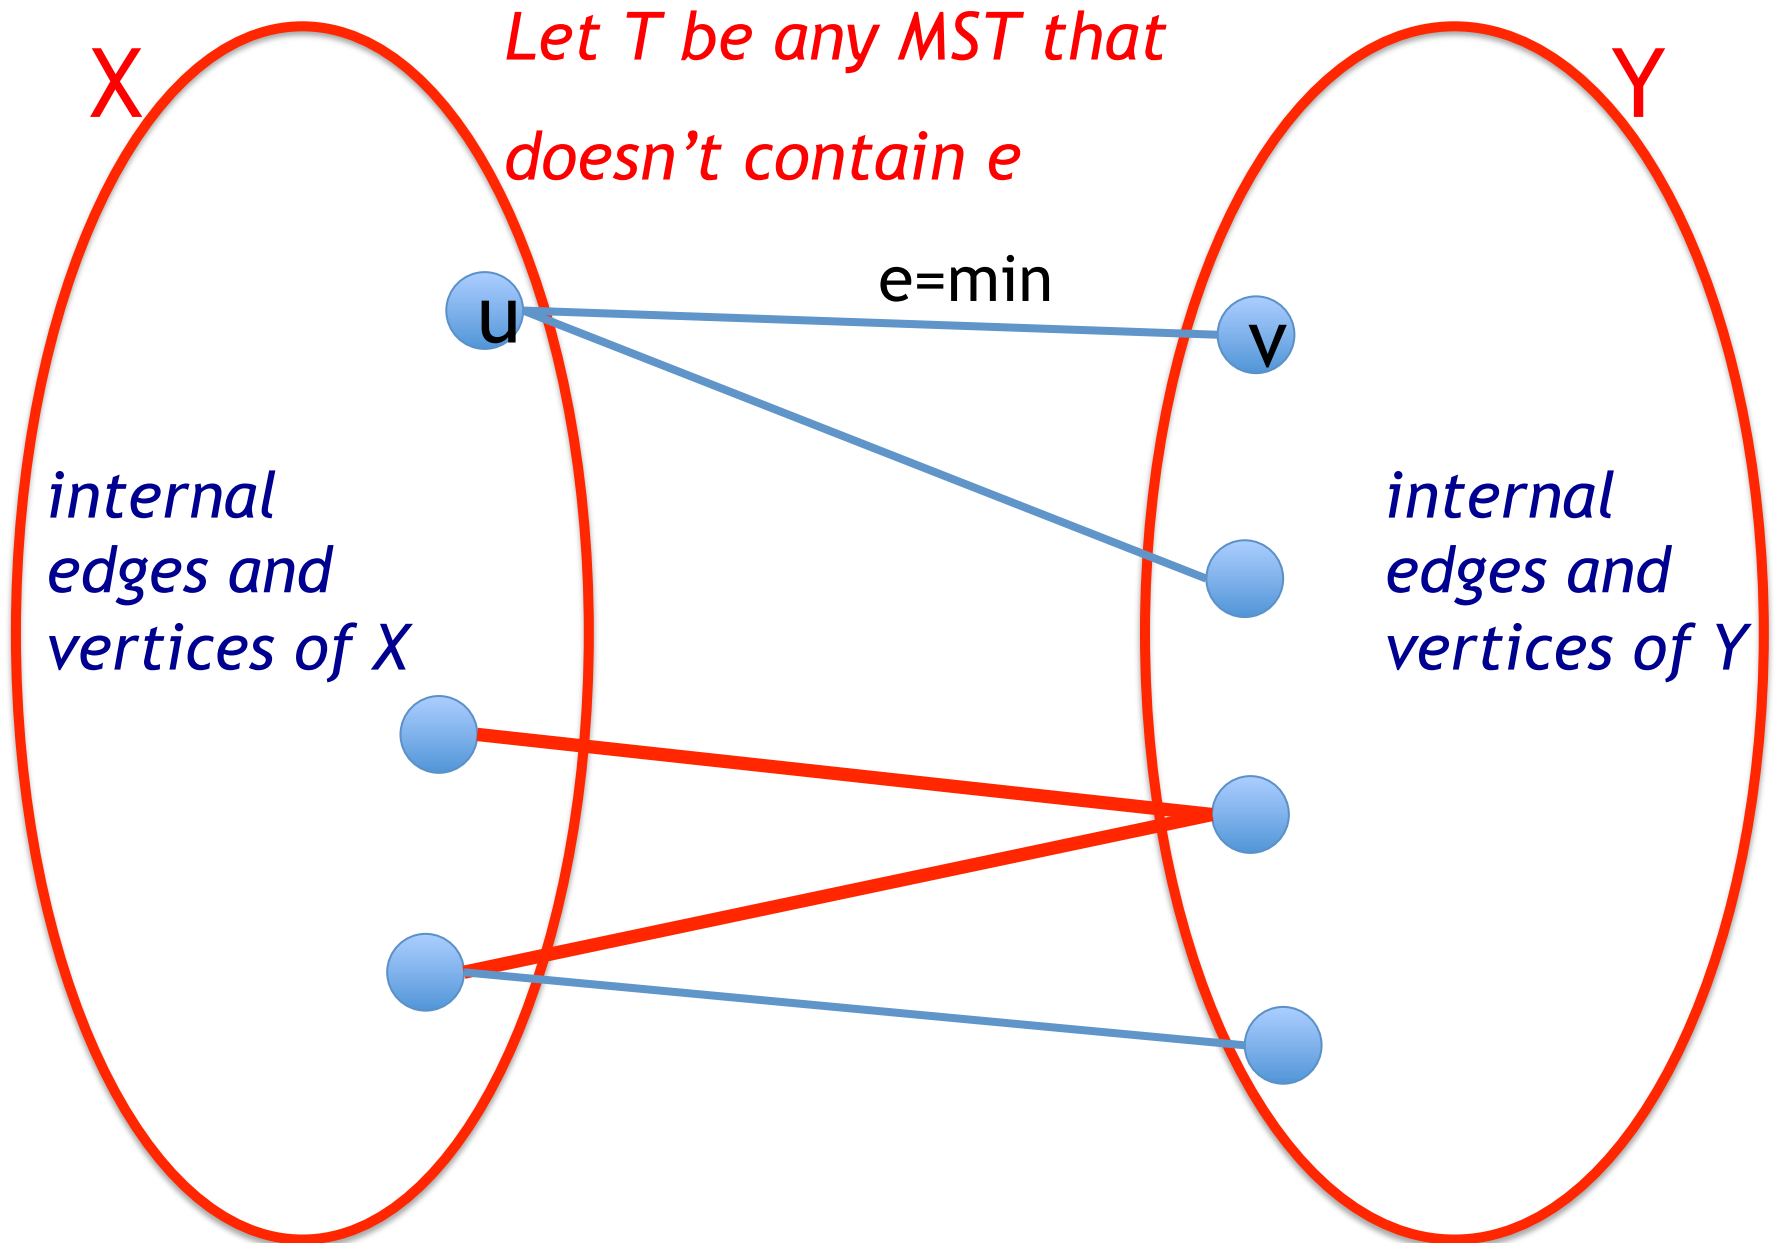 X
Let T be any MST that
doesn’t contain e
Y
e=min
u
v
internal
edges and
vertices of X
internal
edges and
vertices of Y